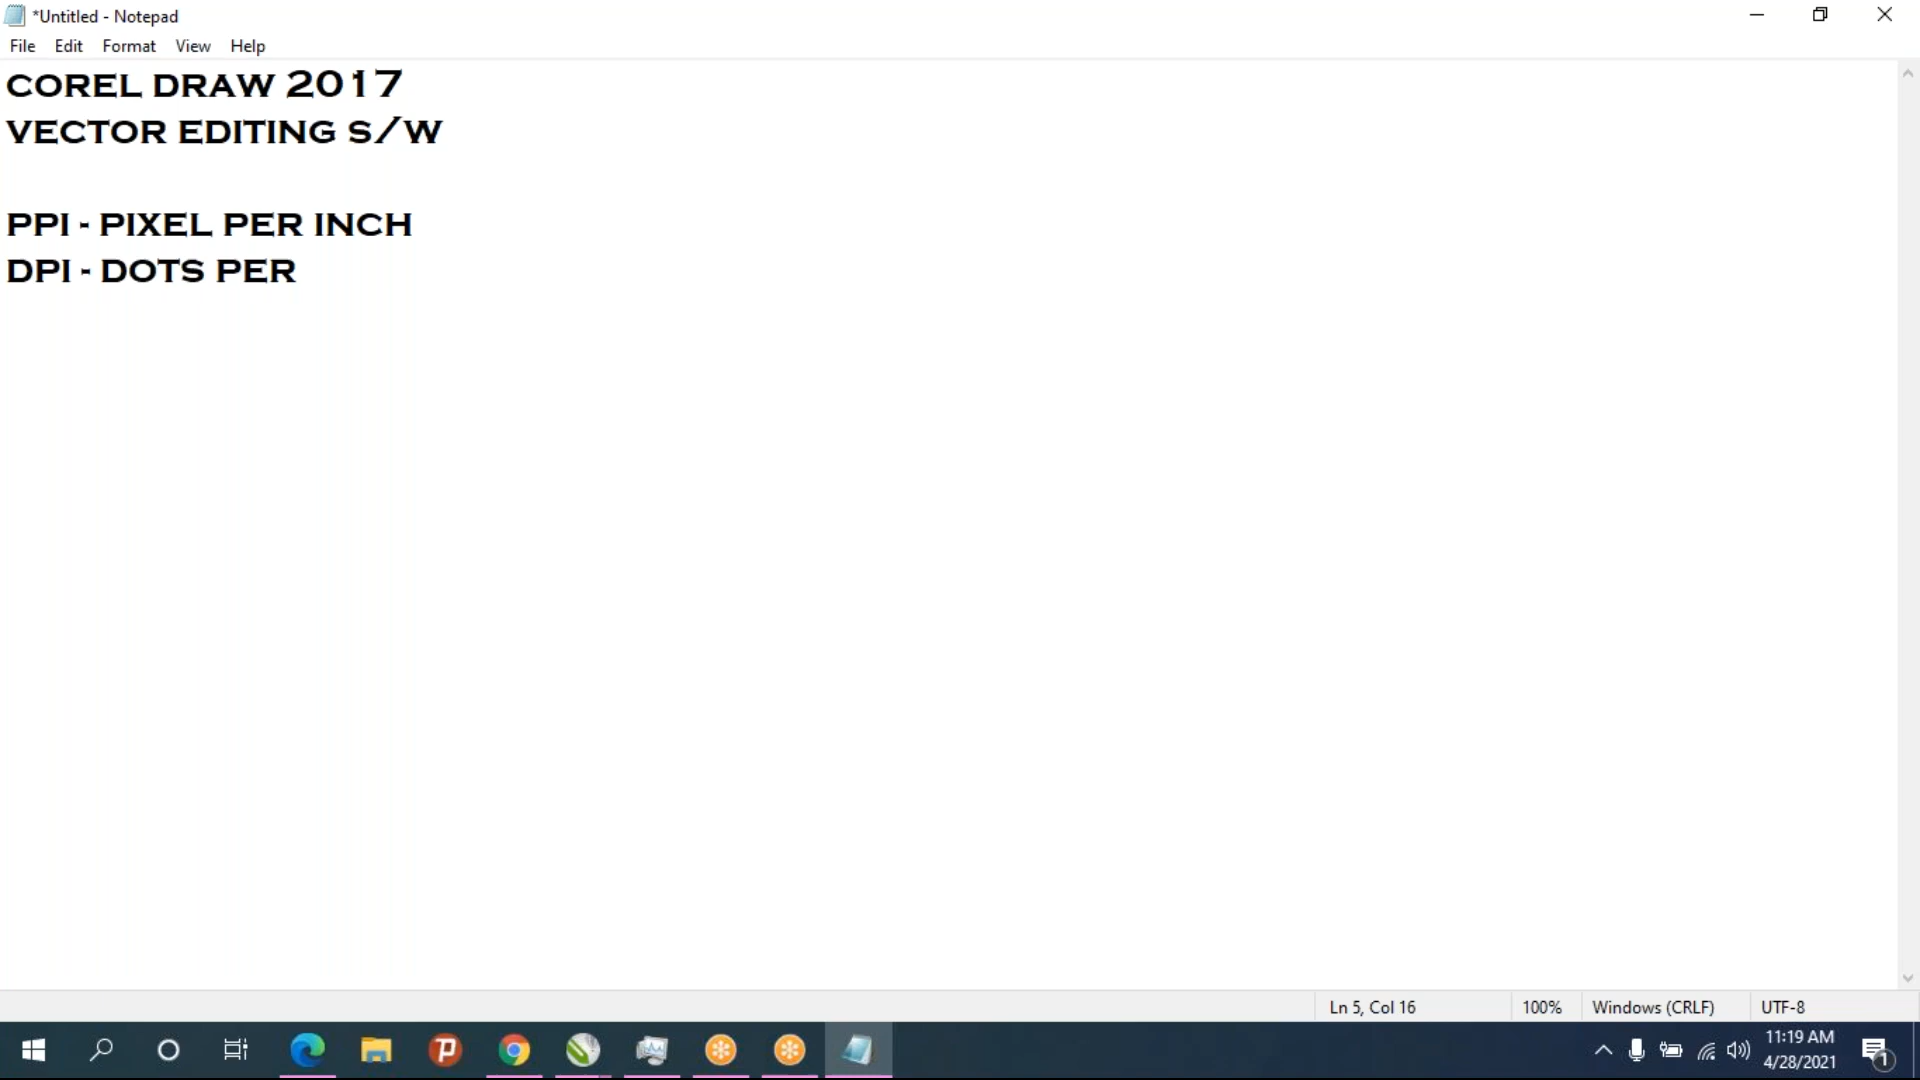 *Untitled - Notepad
File Edit Format View Help
COREL DRAW 2017
VECTOR EDITING S/W
PPI - PIXEL PER INCH
DPI - DOTS PER
Ln 5, Col 16 100% Windows (CRLF) UTF-8
11:19 AM
4/28/2021
1